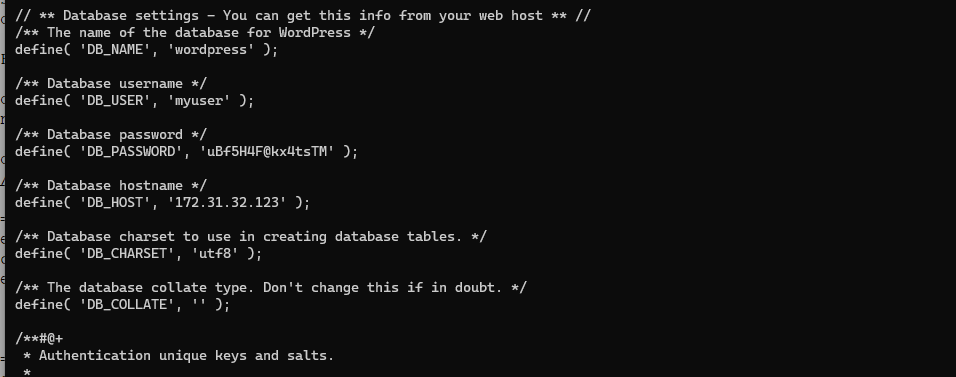 // ** Database settings - You can get this info from your web host ** //
/** The name of the database for WordPress */
define( 'DB_NAME', 'wordpress' );

/** Database username */
define( 'DB_USER', 'myuser' );

/** Database password */
define( 'DB_PASSWORD', 'uBf5H4F@kx4tsTM' );

/** Database hostname */
define( 'DB_HOST', '172.31.32.123' );

/** Database charset to use in creating database tables. */
define( 'DB_CHARSET', 'utf8' );

/** The database collate type. Don't change this if in doubt. */
define( 'DB_COLLATE', '' );

/**#@+
 * Authentication unique keys and salts.
 *